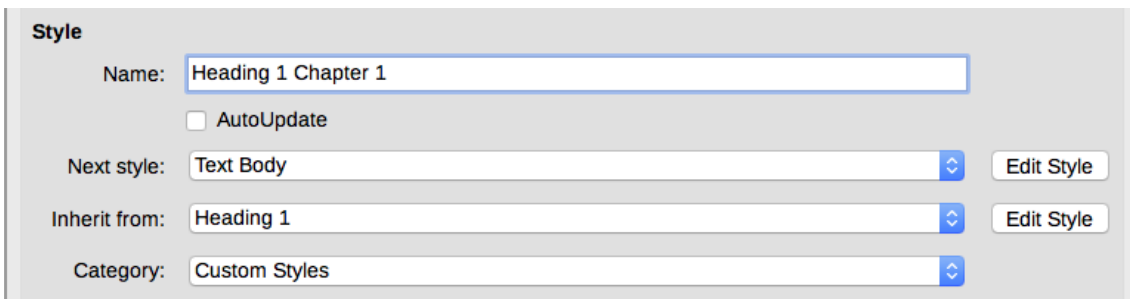 Style
Name: Heading 1 Chapter 1
AutoUpdate
Next style: Text Body Edit Style
Inherit from: Heading 1 Edit Style
Category: Custom Styles